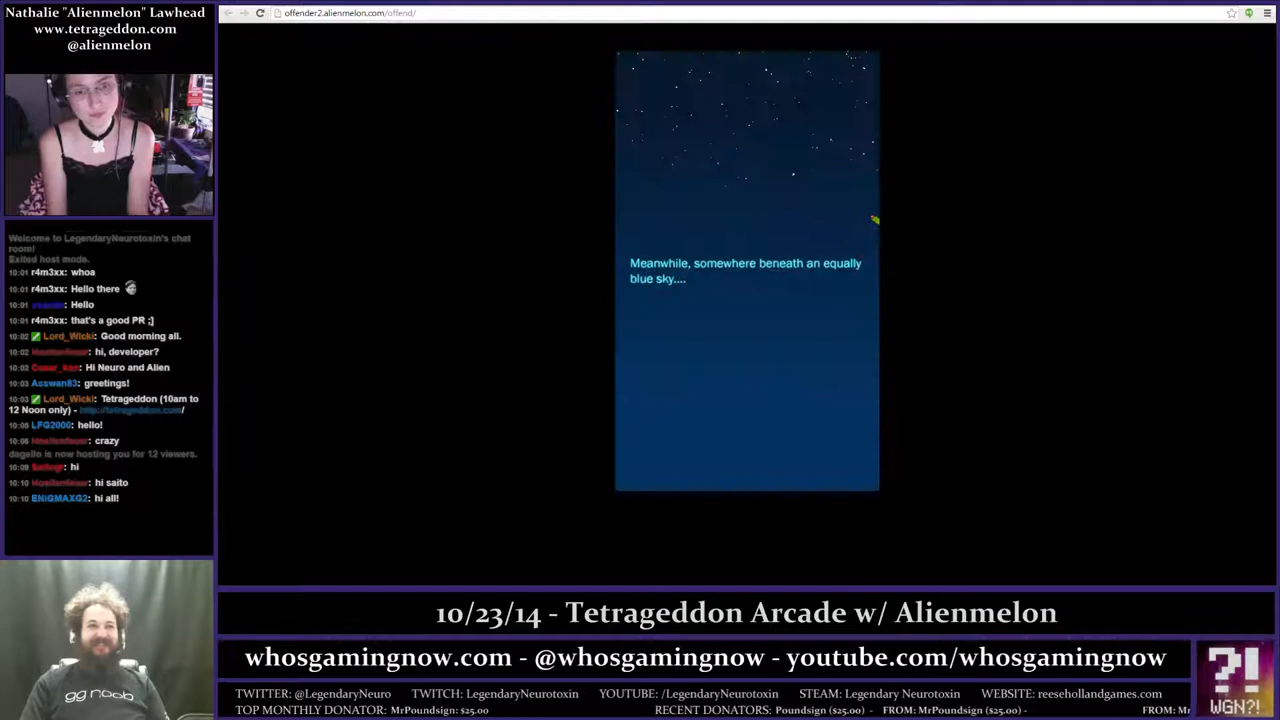 Nathalie "Alienmelon" Lawhead
www.tetrageddon.com
@alienmelon
offender2.alienmelon.com/offend/
Welcome to LegendaryNeurotoxin's chat
room!
Exited host mode.
10:01 r4m3xx: whoa
10:01 r4m3xx: Hello there
10:01 Hello
10:01 r4m3xx: that's a good PR ;]
10:02 Lord_Wicki: Good morning all.
10:02 hi, developer?
10:02 Hi Neuro and Alien
10:03 Asswan83: greetings!
10:03 Lord_Wicki: Tetrageddon (10am to
12 Noon only) - http://tetrageddon.com/
10:05 LFG2000: hello!
10:06 crazy
dagello is now hosting you for 12 viewers.
10:09 hi
10:10 hi saito
10:10 ENiGMAXG2: hi all!
Meanwhile, somewhere beneath an equally
blue sky....
gg noob
10/23/14 - Tetrageddon Arcade w/ Alienmelon
whosgamingnow.com - @whosgamingnow - youtube.com/whosgamingnow
?!
WGN?!
TWITTER: @LegendaryNeuro TWITCH: LegendaryNeurotoxin YOUTUBE: /LegendaryNeurotoxin STEAM: Legendary Neurotoxin WEBSITE: reesehollandgames.com
TOP MONTHLY DONATOR: MrPoundsign: $25.00 RECENT DONATORS: Poundsign ($25.00) - FROM: MrPoundsign ($25.00) - FROM: Mr